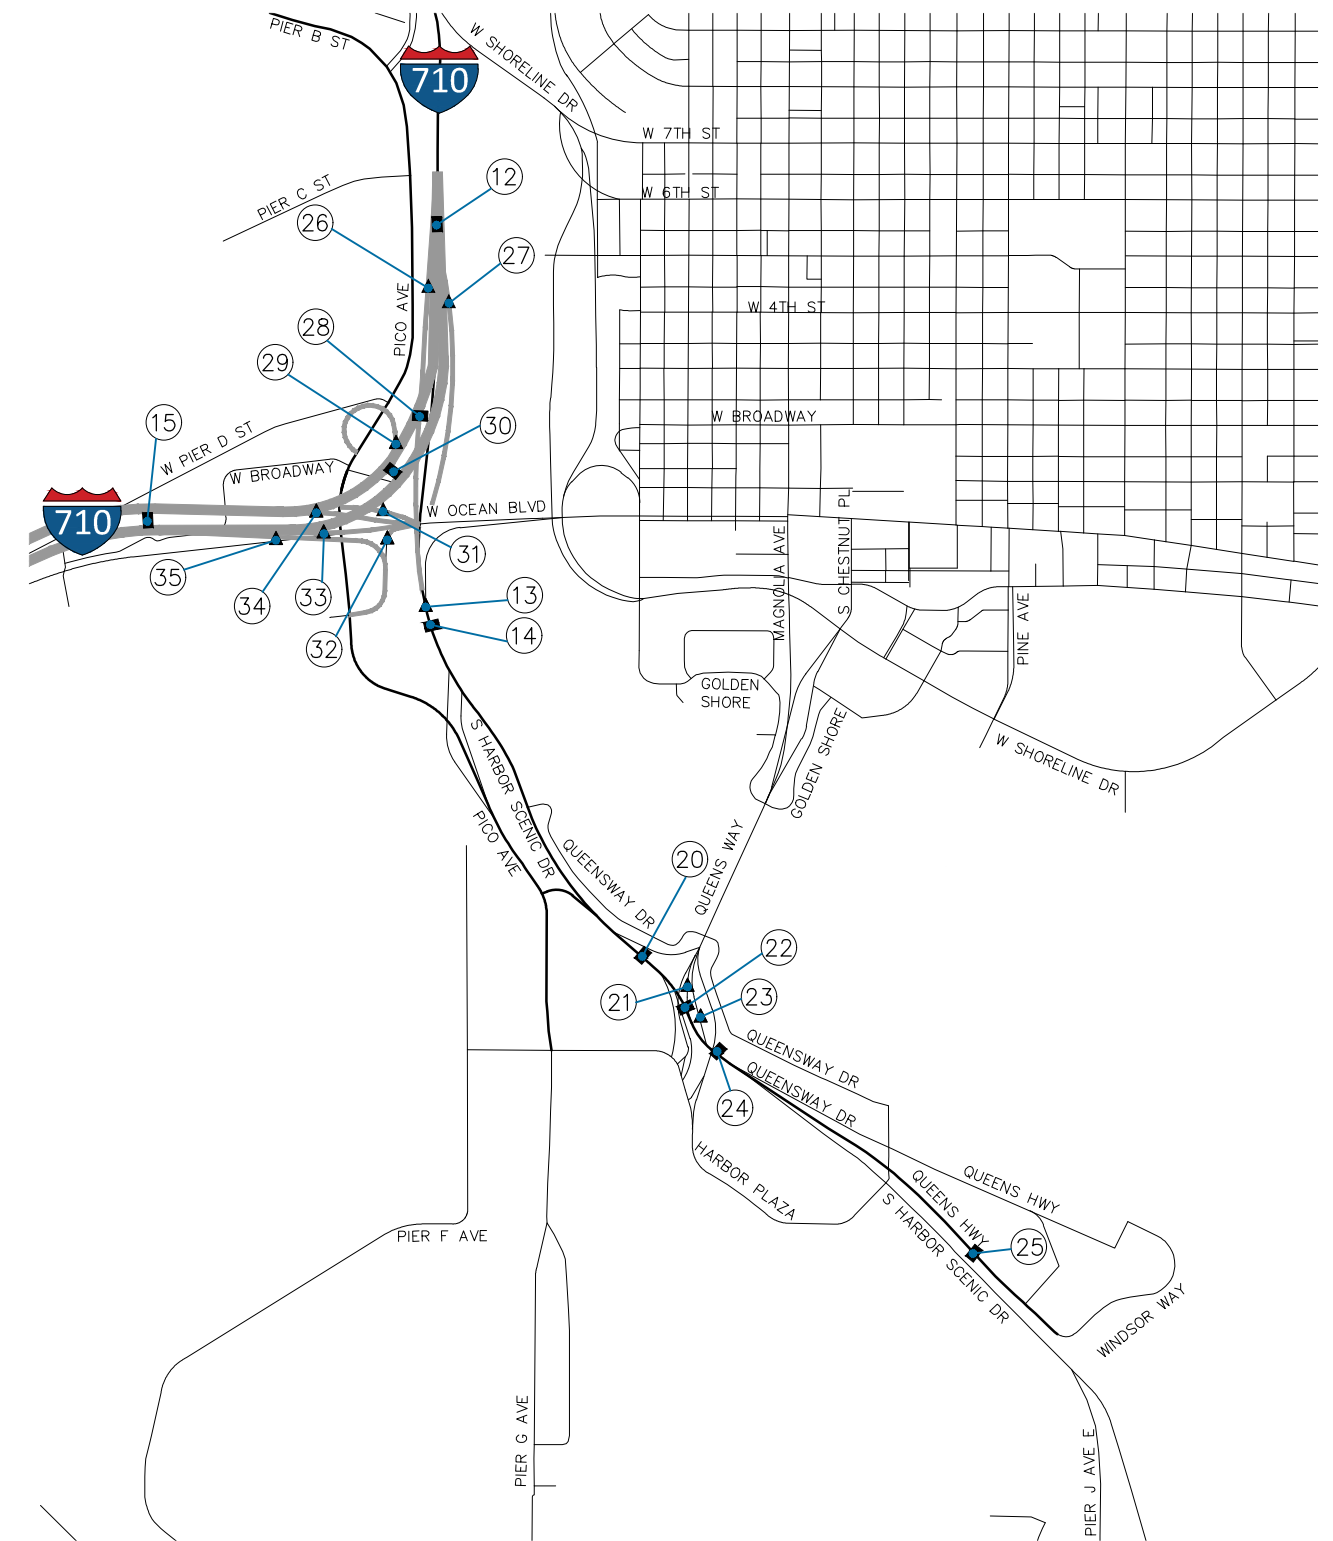 PIER B ST
W SHORELINE DR
710
W 7TH ST
12
PIER C ST
W 6TH ST
26
27
PICO AVE
W 4TH ST
28
29
15
30
W BROADWAY
W PIER D ST
W BROADWAY
710
W OCEAN BLVD
S CHESTNUT PL
MAGNOLIA AVE
31
35
34
33
13
14
32
PINE AVE
GOLDEN
SHORE
GOLDEN SHORE
W SHORELINE DR
S HARBOR SCENIC DR
PICO AVE
QUEENSWAY DR
QUEENS WAY
20
22
21
23
QUEENSWAY DR
QUEENSWAY DR
24
HARBOR PLAZA
QUEENS HWY
QUEENS HWY
S HARBOR SCENIC DR
25
PIER F AVE
WINDSOR WAY
PIER G AVE
PIER J AVE E